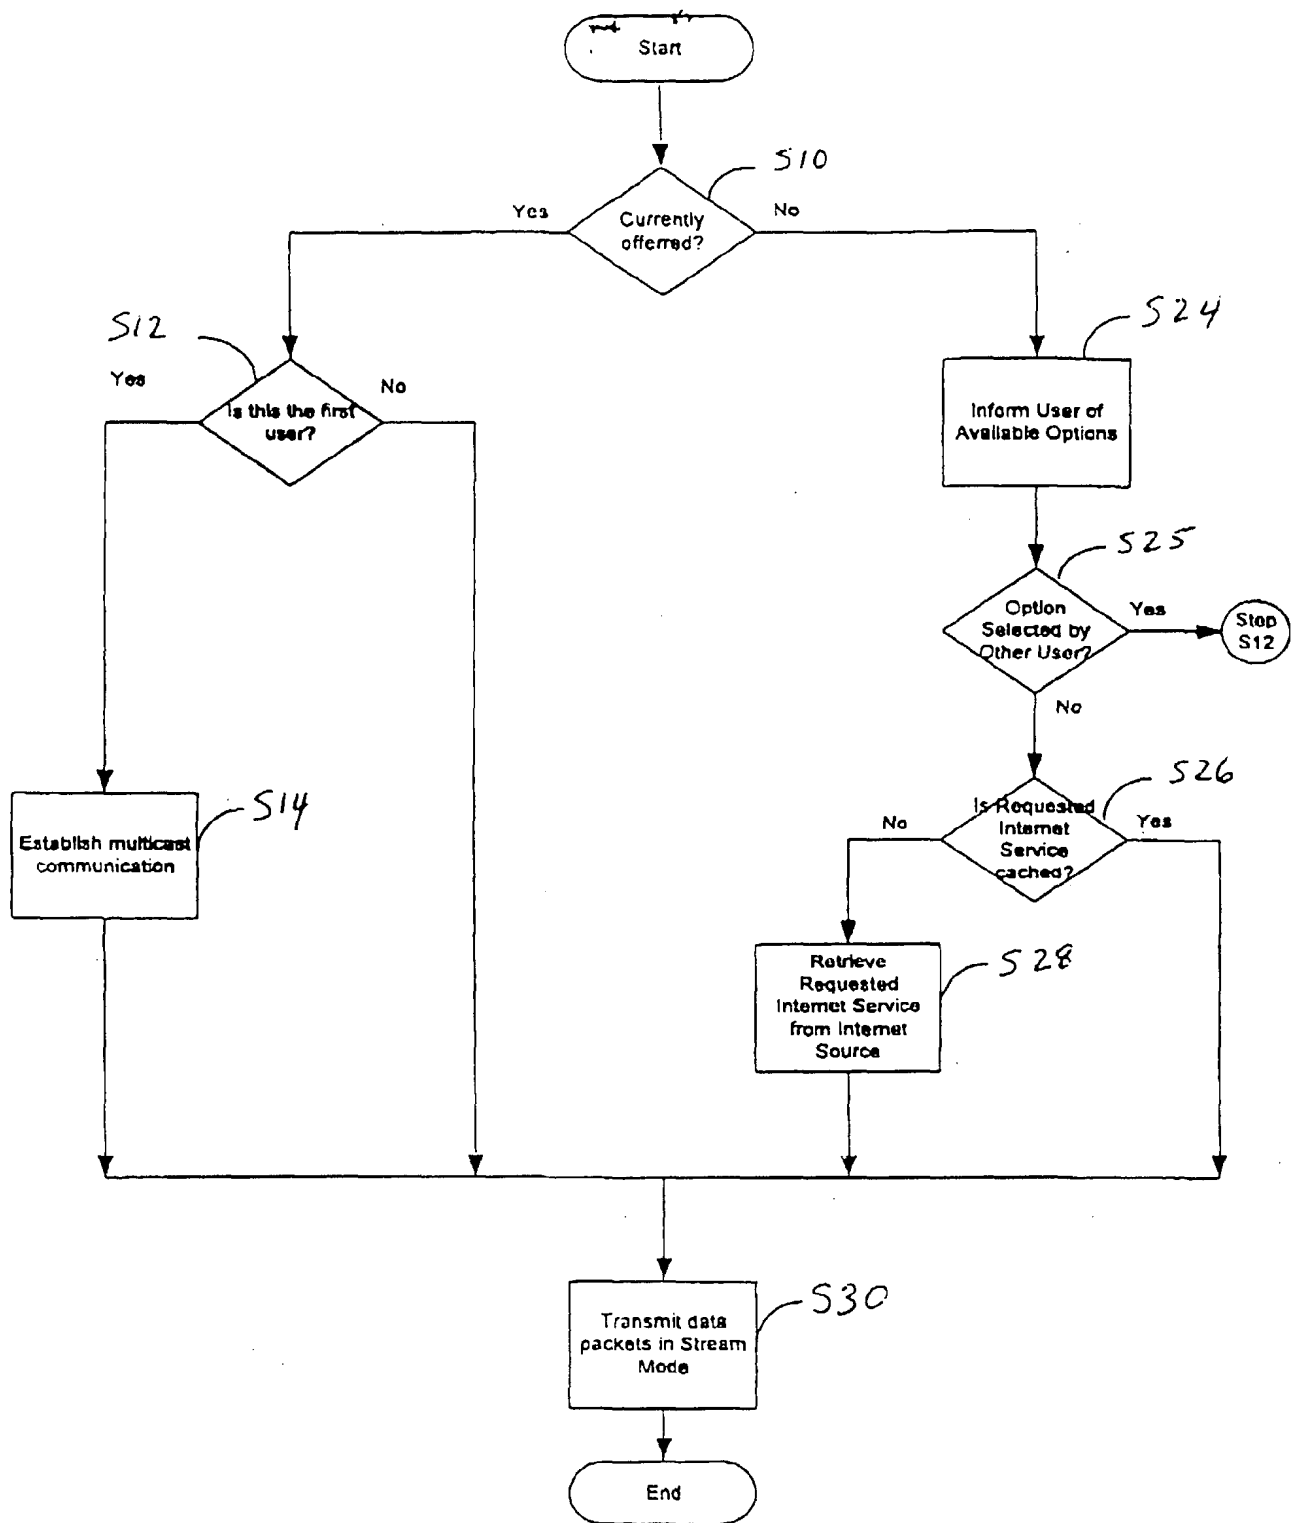 Start
S10
Yes
Currently
offerred?
No
S12
S24
Yes
Is this the first
user?
No
Inform User of
Available Options
S25
Option
Selected by
Other User?
Yes
Stop
S12
No
S26
Is Requested
Internet
Service
cached?
No
Yes
S14
Establish multicast
communication
S28
Retrieve
Requested
Internet Service
from Internet
Source
S30
Transmit data
packets in Stream
Mode
End